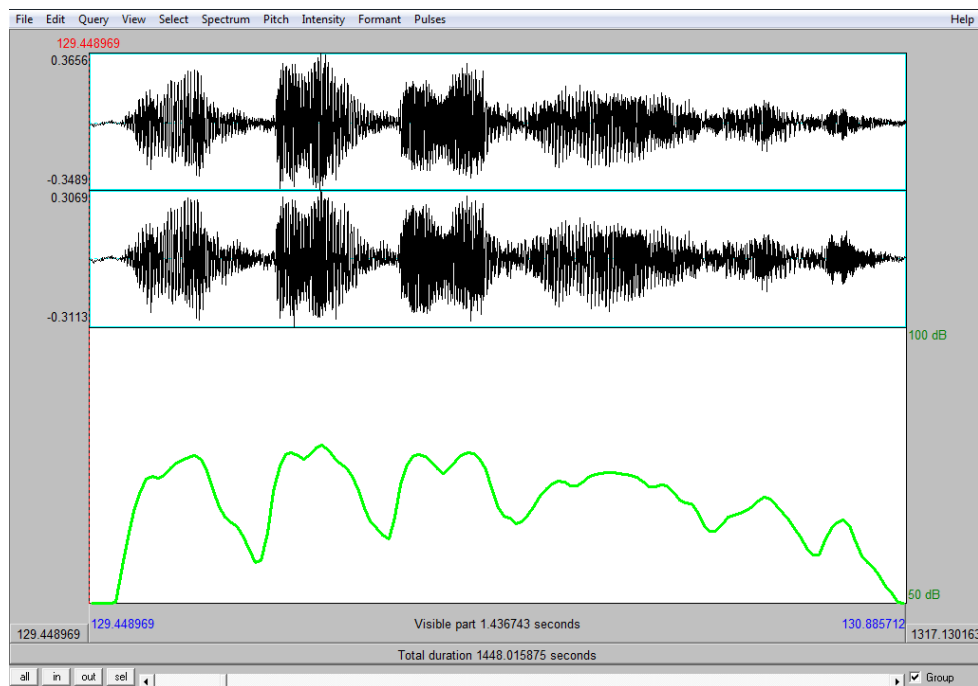 File Edit Query View Select Spectrum Pitch Intensity Formant Pulses Help
129.448969
0.3656
-0.3489
0.3069
-0.3113
100 dB
50 dB
129.448969 Visible part 1.436743 seconds 130.885712
129.448969 1317.130163
Total duration 1448.015875 seconds
all in out sel Group